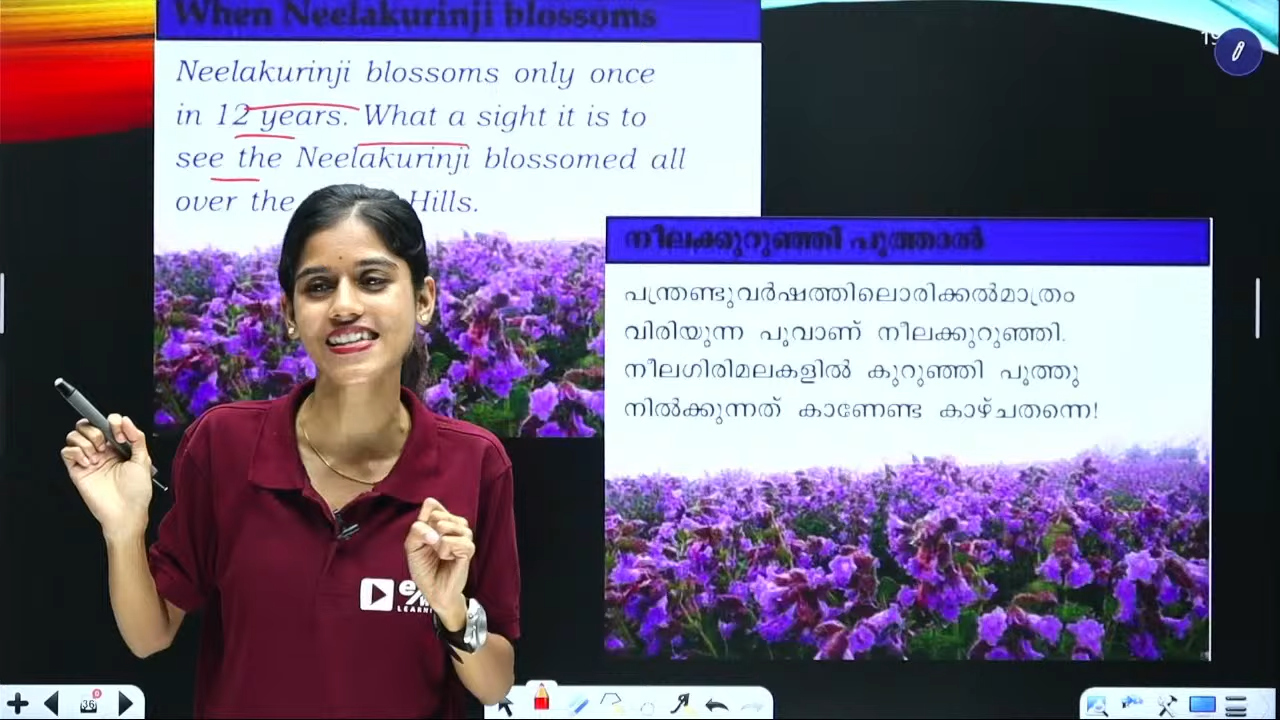 When Neelakurinji blossoms
Neelakurinji blossoms only once
in 12 years. What a sight it is to
see the Neelakurinji blossomed all
over the Hills.
നീലക്കുറുഞ്ഞി പൂത്താൽ
പന്ത്രണ്ടുവർഷത്തിലൊരിക്കൽമാത്രം
വിരിയുന്ന പൂവാണ് നീലക്കുറുഞ്ഞി.
നീലഗിരിമലകളിൽ കുറുഞ്ഞി പൂത്തു
നിൽക്കുന്നത് കാണേണ്ട കാഴ്ചതന്നെ!
36